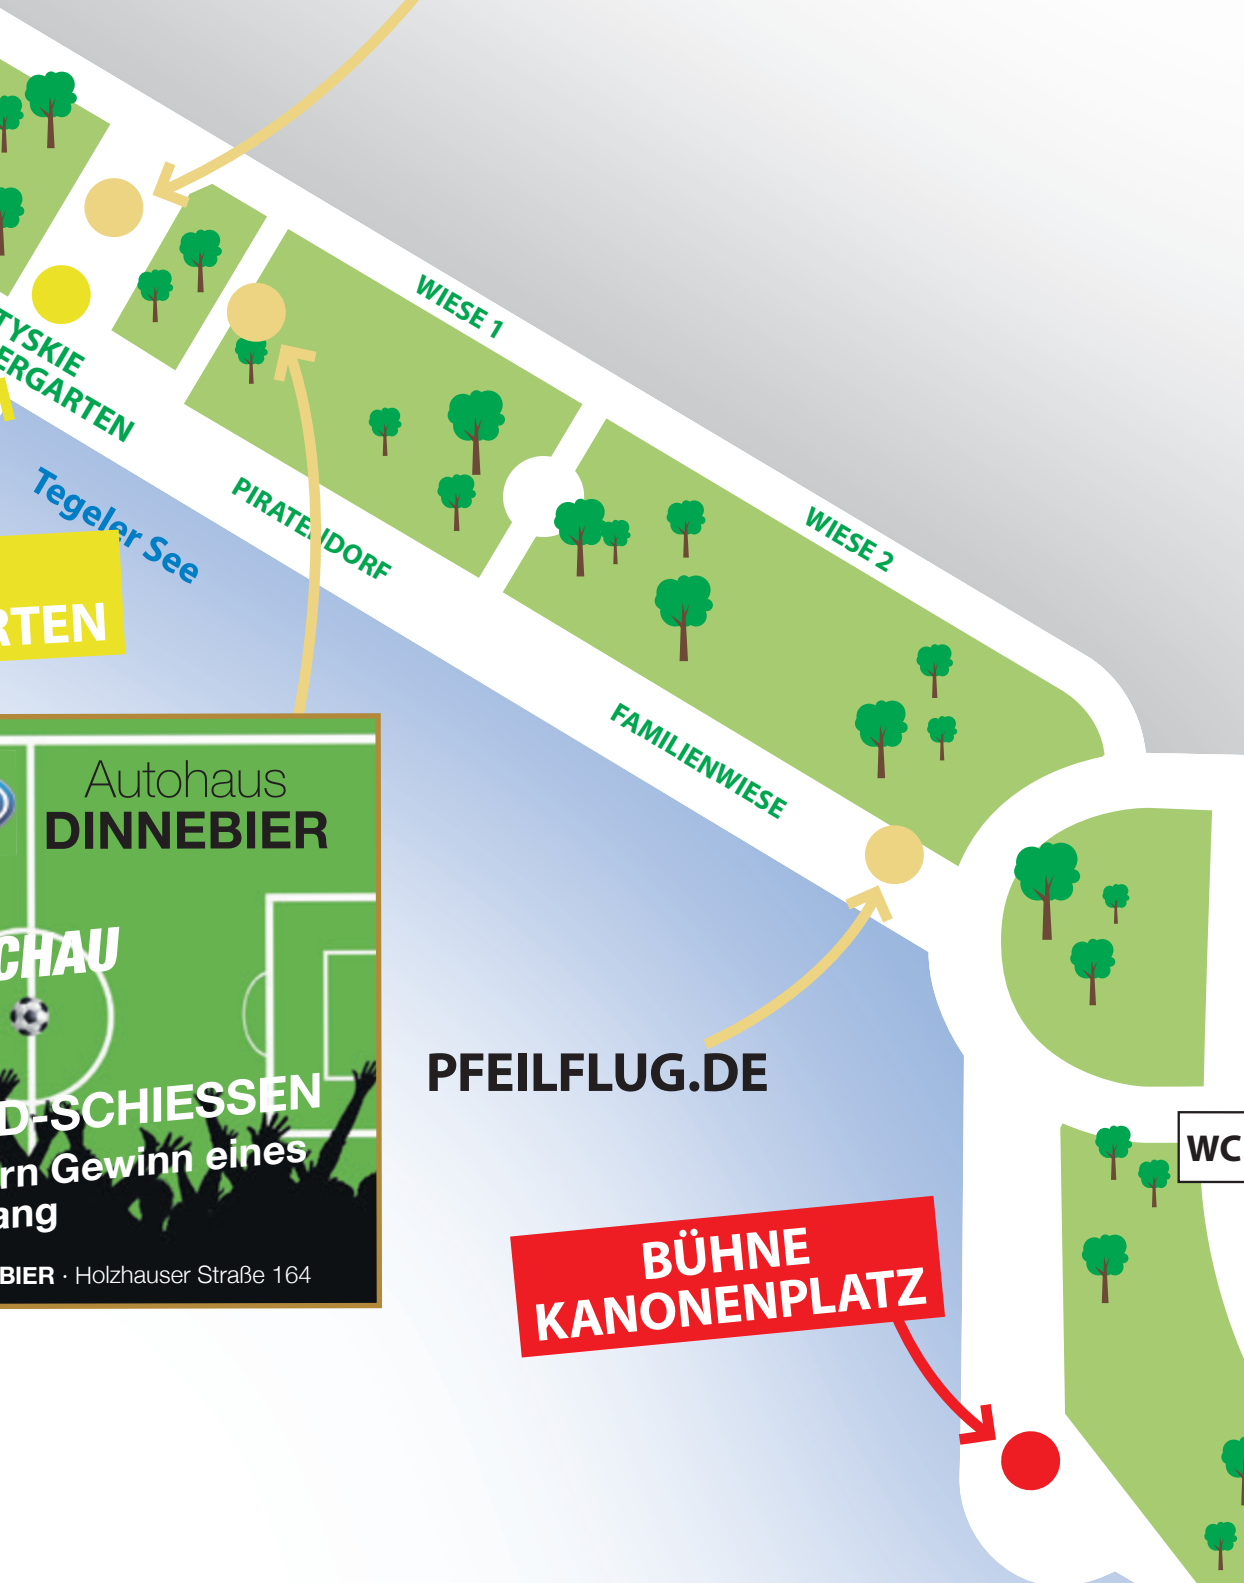 WIESE 1
TYSKIE
ERGARTEN
Tegeler See
PIRATENDORF
WIESE 2
RTEN
FAMILIENWIESE
Autohaus
DINNEBIER
CHAU
D-SCHIESSEN
rn Gewinn eines
ang
BIER · Holzhauser Straße 164
PFEILFLUG.DE
WC
BÜHNE
KANONENPLATZ